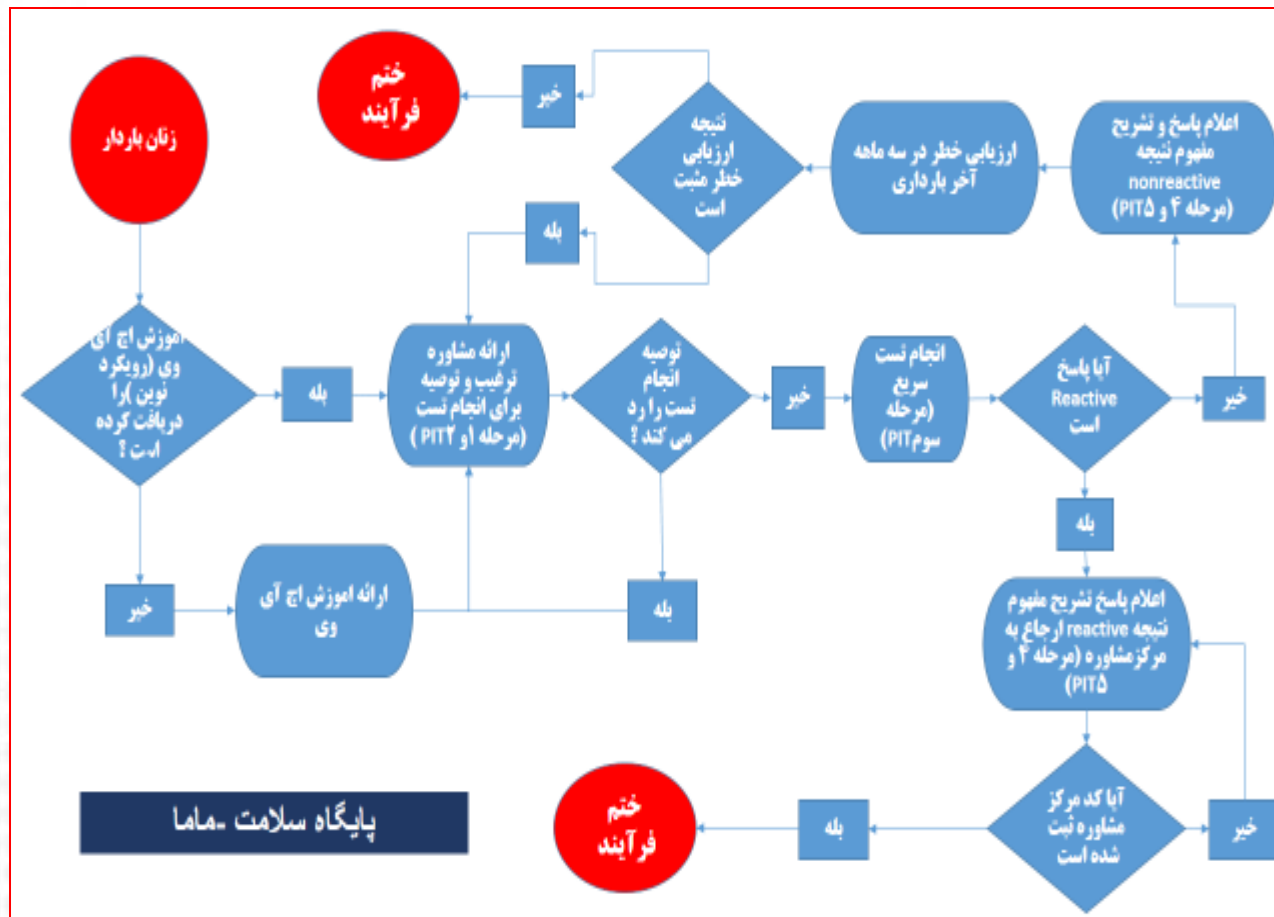 زنان باردار
آموزش اچ آی
وی (رویکرد
نوین )را
دریافت کرده
است ؟
بله
خیر
ارائه اموزش اچ آی
وی
ارائه مشاوره
ترغیب و توصیه
برای انجام تست
(مرحله ۱و PIT۲ )
توصیه
انجام
تست را رد
می کند ؟
بله
خیر
انجام تست
سریع
(مرحله
سومPIT)
آیا پاسخ
Reactive
است
خیر
اعلام پاسخ و تشریح
مفهوم نتیجه
nonreactive
(مرحله ۴ و PIT۵)
ارزیابی خطر در سه ماهه
آخر بارداری
نتیجه
ارزیابی
خطر مثبت
است
خیر
ختم
فرآیند
بله
بله
اعلام پاسخ تشریح مفهوم
نتیجه reactive ارجاع به
مرکزمشاوره (مرحله ۴ و
PIT۵)
آیا کد مرکز
مشاوره ثبت
شده است
خیر
بله
ختم
فرآیند
پایگاه سلامت -ماما